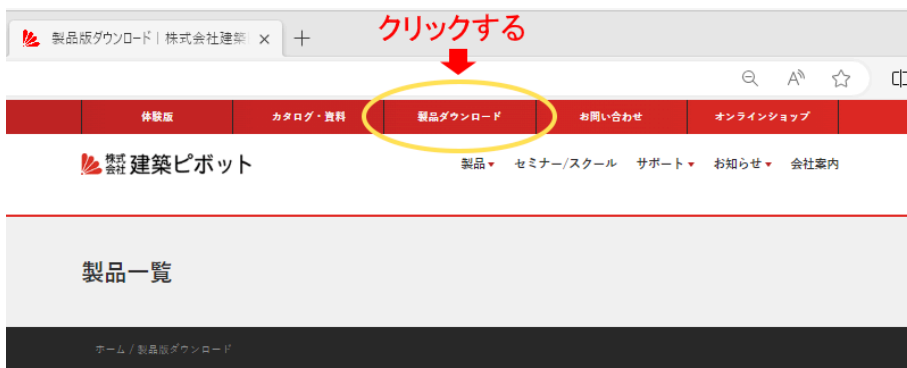 クリックする
製品版ダウンロード | 株式会社建築
体験版 カタログ・資料 製品ダウンロード お問い合わせ オンラインショップ
株式会社 建築ピボット 製品▼ セミナー/スクール サポート▼ お知らせ▼ 会社案内
製品一覧
ホーム / 製品版ダウンロード